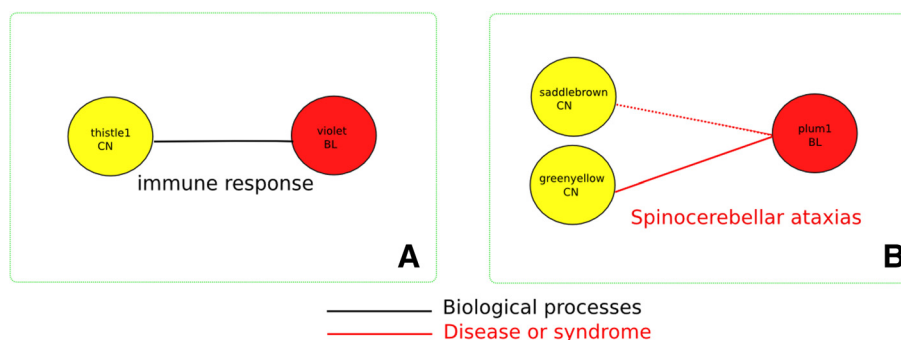 thistle1
CN
violet
BL
immune response
A
saddlebrown
CN
greenyellow
CN
plum1
BL
Spinocerebellar ataxias
B
Biological processes
Disease or syndrome